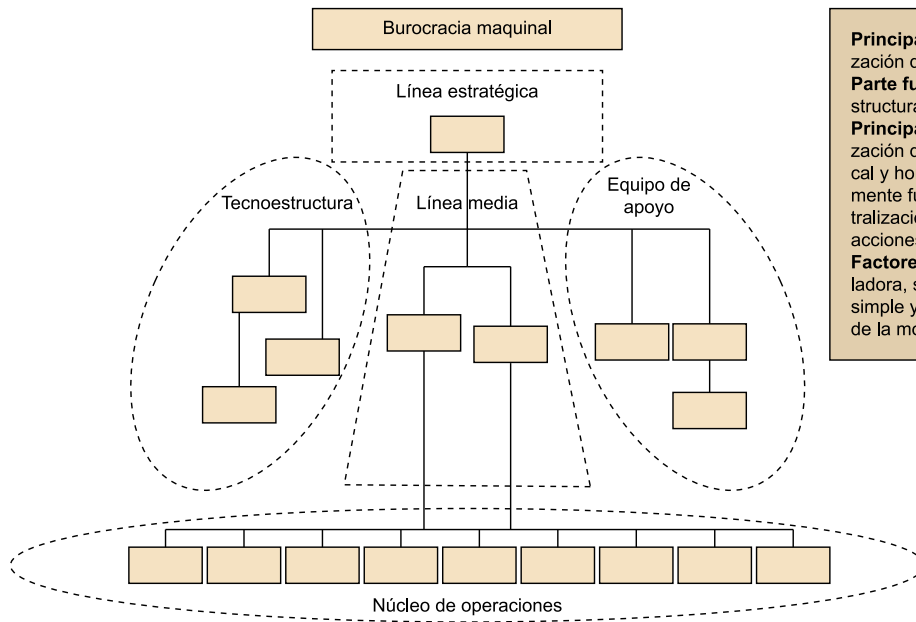 Burocracia maquinal
Línea estratégica
Tecnoestructura
Línea media
Equipo de
apoyo
Núcleo de operaciones
Principa
zación d
Parte fu
structura
Principa
zación d
cal y ho
mente fu
tralizació
acciones
Factore
ladora, s
simple y
de la mo